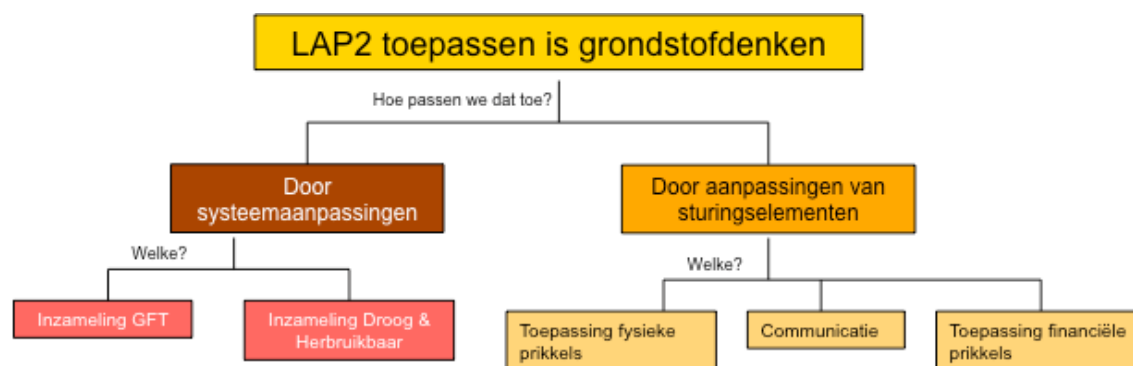 LAP2 toepassen is grondstofdenken
Hoe passen we dat toe?
Door
systeemaanpassingen
Door aanpassingen van
sturingselementen
Welke?
Welke?
Inzameling GFT
Inzameling Droog &
Herbruikbaar
Toepassing fysieke
prikkels
Communicatie
Toepassing financiële
prikkels